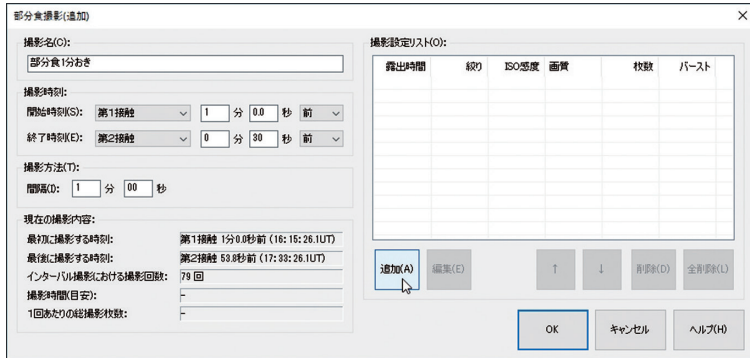 部分食撮影(追加)
撮影名(C):
部分食1分おき
撮影時刻:
開始時刻(S): 第1接触 1 分 0.0 秒 前
終了時刻(E): 第2接触 0 分 30 秒 前
撮影方法(T):
間隔(I): 1 分 00 秒
現在の撮影内容:
最初に撮影する時刻: 第1接触 1分0.0秒前 (16:15:26.1UT)
最後に撮影する時刻: 第2接触 53.8秒前 (17:33:26.1UT)
インターバル撮影における撮影回数: 79 回
撮影時間(目安): -
1回あたりの総撮影枚数: -
撮影設定リスト(O):
露出時間 絞り ISO感度 画質 枚数 バースト
追加(A) 編集(E) ↑ ↓ 削除(D) 全削除(L)
OK キャンセル ヘルプ(H)